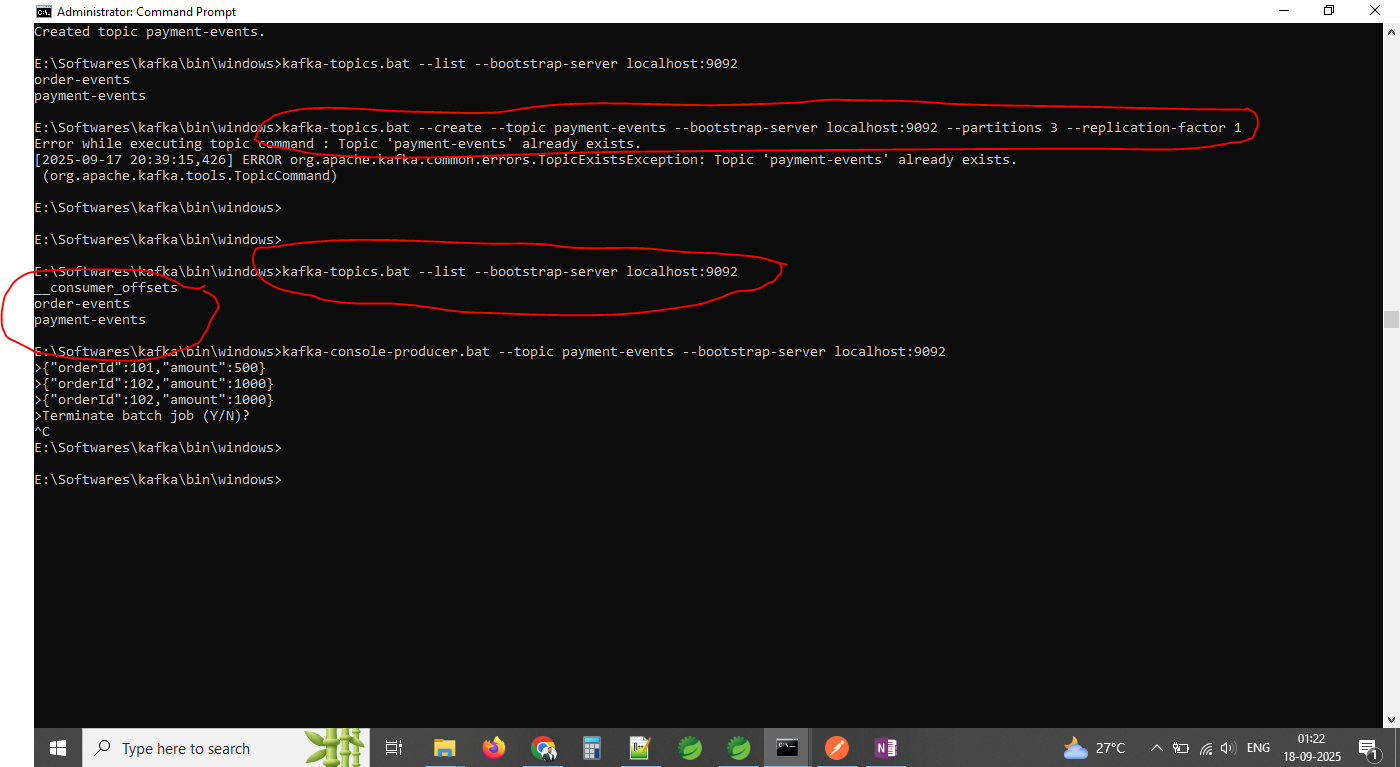 Administrator: Command Prompt
Created topic payment-events.
E:\Softwares\kafka\bin\windows>kafka-topics.bat --list --bootstrap-server localhost:9092
order-events
payment-events
E:\Softwares\kafka\bin\windows>kafka-topics.bat --create --topic payment-events --bootstrap-server localhost:9092 --partitions 3 --replication-factor 1
Error while executing topic command : Topic 'payment-events' already exists.
[2025-09-17 20:39:15,426] ERROR org.apache.kafka.common.errors.TopicExistsException: Topic 'payment-events' already exists.
 (org.apache.kafka.tools.TopicCommand)
E:\Softwares\kafka\bin\windows>
E:\Softwares\kafka\bin\windows>
E:\Softwares\kafka\bin\windows>kafka-topics.bat --list --bootstrap-server localhost:9092
__consumer_offsets
order-events
payment-events
E:\Softwares\kafka\bin\windows>kafka-console-producer.bat --topic payment-events --bootstrap-server localhost:9092
>{"orderId":101,"amount":500}
>{"orderId":102,"amount":1000}
>{"orderId":102,"amount":1000}
>Terminate batch job (Y/N)?
^C
E:\Softwares\kafka\bin\windows>
E:\Softwares\kafka\bin\windows>
Type here to search
27°C
ENG
01:22
18-09-2025
1